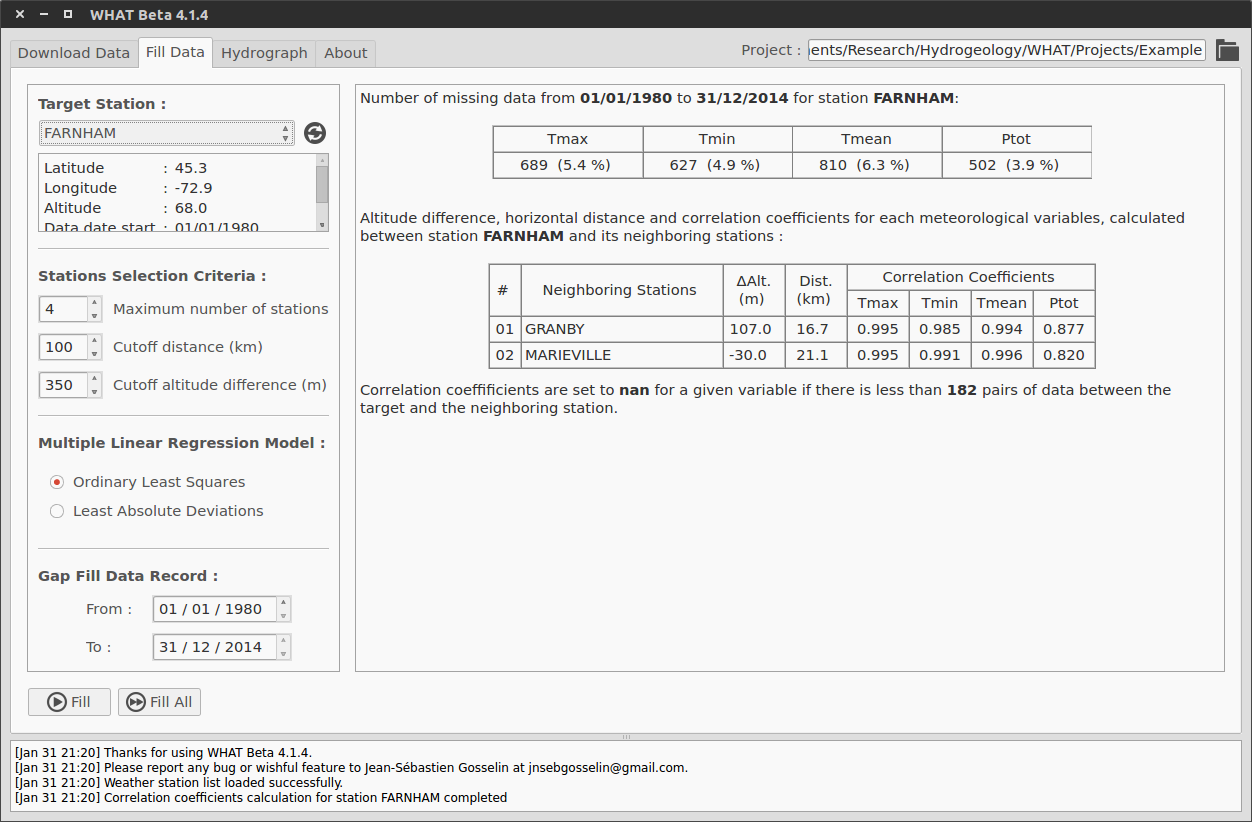 WHAT Beta 4.1.4
Download Data Fill Data Hydrograph About Project : ents/Research/Hydrogeology/WHAT/Projects/Example
Target Station :
FARNHAM
Latitude : 45.3
Longitude : -72.9
Altitude : 68.0
Data date start : 01/01/1980
Stations Selection Criteria :
4 Maximum number of stations
100 Cutoff distance (km)
350 Cutoff altitude difference (m)
Multiple Linear Regression Model :
Ordinary Least Squares
Least Absolute Deviations
Gap Fill Data Record :
From : 01 / 01 / 1980
To : 31 / 12 / 2014
Fill Fill All
Number of missing data from 01/01/1980 to 31/12/2014 for station FARNHAM:
Tmax Tmin Tmean Ptot
689 (5.4 %) 627 (4.9 %) 810 (6.3 %) 502 (3.9 %)
Altitude difference, horizontal distance and correlation coefficients for each meteorological variables, calculated
between station FARNHAM and its neighboring stations :
# Neighboring Stations ΔAlt. (m) Dist. (km) Correlation Coefficients
Tmax Tmin Tmean Ptot
01 GRANBY 107.0 16.7 0.995 0.985 0.994 0.877
02 MARIEVILLE -30.0 21.1 0.995 0.991 0.996 0.820
Correlation coeffificients are set to nan for a given variable if there is less than 182 pairs of data between the
target and the neighboring station.
[Jan 31 21:20] Thanks for using WHAT Beta 4.1.4.
[Jan 31 21:20] Please report any bug or wishful feature to Jean-Sébastien Gosselin at jnsebgosselin@gmail.com.
[Jan 31 21:20] Weather station list loaded successfully.
[Jan 31 21:20] Correlation coefficients calculation for station FARNHAM completed